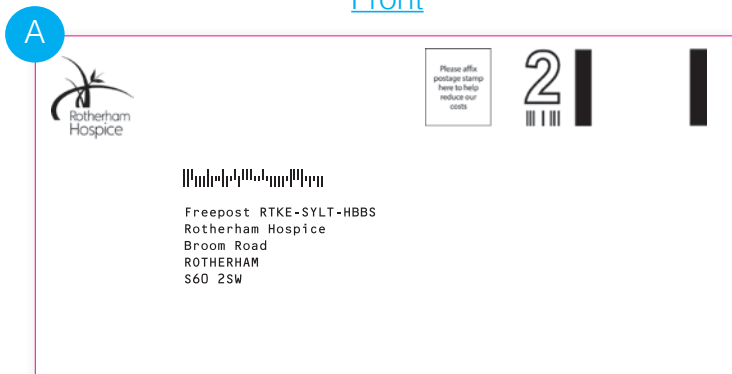 Front
A
Rotherham
Hospice
Please affix
postage stamp
here to help
reduce our
costs
2
Freepost RTKE-SYLT-HBBS
Rotherham Hospice
Broom Road
ROTHERHAM
S60 2SW